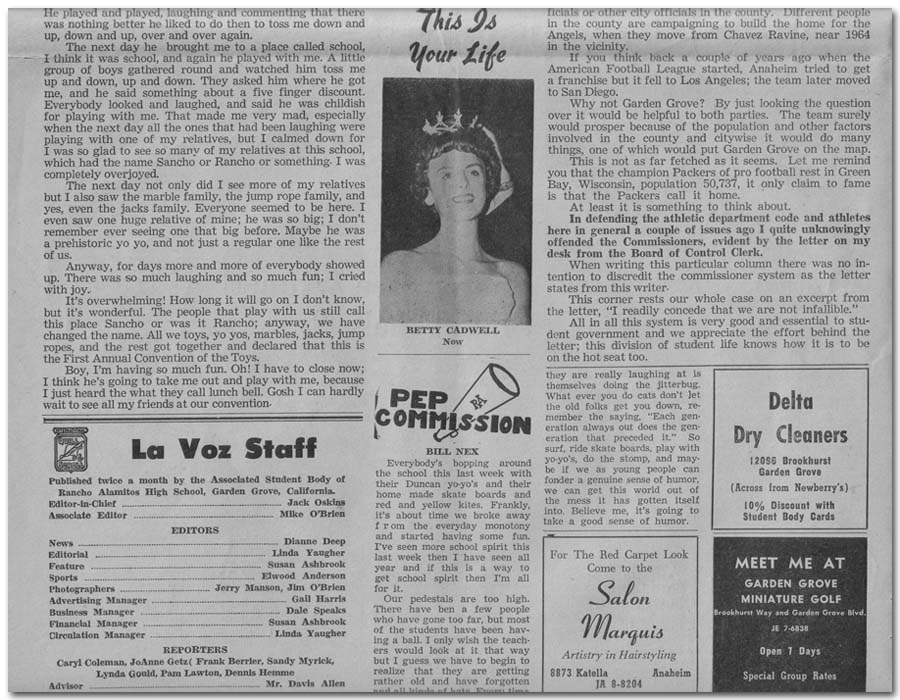 He played and played, laughing and commenting that there
was nothing better he liked to do then to toss me down and
up, down and up, over and over again.
The next day he brought me to a place called school,
I think it was school, and again he played with me. A little
group of boys gathered round and watched him toss me
up and down, up and down. They asked him where he got
me, and he said something about a five finger discount.
Everybody looked and laughed, and said he was childish
for playing with me. That made me very mad, especially
when the next day all the ones that had been laughing were
playing with one of my relatives, but I calmed down for
I was so glad to see so many of my relatives at this school,
which had the name Sancho or Rancho or something. I was
completely overjoyed.
The next day not only did I see more of my relatives
but I also saw the marble family, the jump rope family, and
yes, even the jacks family. Everyone seemed to be here. I
even saw one huge relative of mine; he was so big; I don't
remember ever seeing one that big before. Maybe he was
a prehistoric yo yo, and not just a regular one like the rest
of us.
Anyway, for days more and more of everybody showed
up. There was so much laughing and so much fun; I cried
with joy.
It's overwhelming! How long it will go on I don't know,
but it's wonderful. The people that play with us still call
this place Sancho or was it Rancho; anyway, we have
changed the name. All we toys, yo yos, marbles, jacks, jump
ropes, and the rest got together and declared that this is
the First Annual Convention of the Toys.
Boy, I'm having so much fun. Oh! I have to close now;
I think he's going to take me out and play with me, because
I just heard the what they call lunch bell. Gosh I can hardly
wait to see all my friends at our convention.
La Voz Staff
Published twice a month by the Associated Student Body of
Rancho Alamitos High School, Garden Grove, California.
Editor-in-Chief Jack Oskins
Associate Editor Mike O'Brien
EDITORS
News Dianne Deep
Editorial Linda Yaugher
Feature Susan Ashbrook
Sports Elwood Anderson
Photographers Jerry Manson, Jim O'Brien
Advertising Manager Gail Harris
Business Manager Dale Speaks
Financial Manager Susan Ashbrook
Circulation Manager Linda Yaugher
REPORTERS
Caryl Coleman, JoAnne Getz( Frank Berrier, Sandy Myrick,
Lynda Gould, Pam Lawton, Dennis Hemme
Advisor Mr. Davis Allen
This Is
Your Life
BETTY CADWELL
Now
PEP
COMMISSION
RA
BILL NEX
Everybody's bopping around
the school this last week with
their Duncan yo-yo's and their
home made skate boards and
red and yellow kites. Frankly,
it's about time we broke away
from the everyday monotony
and started having some fun.
I've seen more school spirit this
last week then I have seen all
year and if this is a way to
get school spirit then I'm all
for it.
Our pedestals are too high.
There have ben a few people
who have gone too far, but most
of the students have been hav-
ing a ball. I only wish the teach-
ers would look at it that way
but I guess we have to begin to
realize that they are getting
rather old and have forgotten
ficials or other city officials in the county. Different people
in the county are campaigning to build the home for the
Angels, when they move from Chavez Ravine, near 1964
in the vicinity.
If you think back a couple of years ago when the
American Football League started, Anaheim tried to get
a franchise but it fell to Los Angeles; the team later moved
to San Diego.
Why not Garden Grove? By just looking the question
over it would be helpful to both parties. The team surely
would prosper because of the population and other factors
involved in the county and citywise it would do many
things, one of which would put Garden Grove on the map.
This is not as far fetched as it seems. Let me remind
you that the champion Packers of pro football rest in Green
Bay, Wisconsin, population 50,737, it only claim to fame
is that the Packers call it home.
At least it is something to think about.
In defending the athletic department code and athletes
here in general a couple of issues ago I quite unknowingly
offended the Commissioners, evident by the letter on my
desk from the Board of Control Clerk.
When writing this particular column there was no in-
tention to discredit the commissioner system as the letter
states from this writer.
This corner rests our whole case on an excerpt from
the letter, "I readily concede that we are not infallible."
All in all this system is very good and essential to stu-
dent government and we appreciate the effort behind the
letter; this division of student life knows how it is to be
on the hot seat too.
they are really laughing at is
themselves doing the jitterbug.
What ever you do cats don't let
the old folks get you down, re-
member the saying, "Each gen-
eration always out does the gen-
eration that preceded it." So
surf, ride skate boards, play with
yo-yo's, do the stomp, and may-
be if we as young people can
fonder a genuine sense of humor,
we can get this world out of
the mess it has gotten itself
into. Believe me, it's going to
take a good sense of humor.
For The Red Carpet Look
Come to the
Salon
Marquis
Artistry in Hairstyling
8873 Katella Anaheim
JA 8-8204
Delta
Dry Cleaners
12096 Brookhurst
Garden Grove
(Across from Newberry's)
10% Discount with
Student Body Cards
MEET ME AT
GARDEN GROVE
MINIATURE GOLF
Brookhurst Way and Garden Grove Blvd.
JE 7-6838
Open 7 Days
Special Group Rates